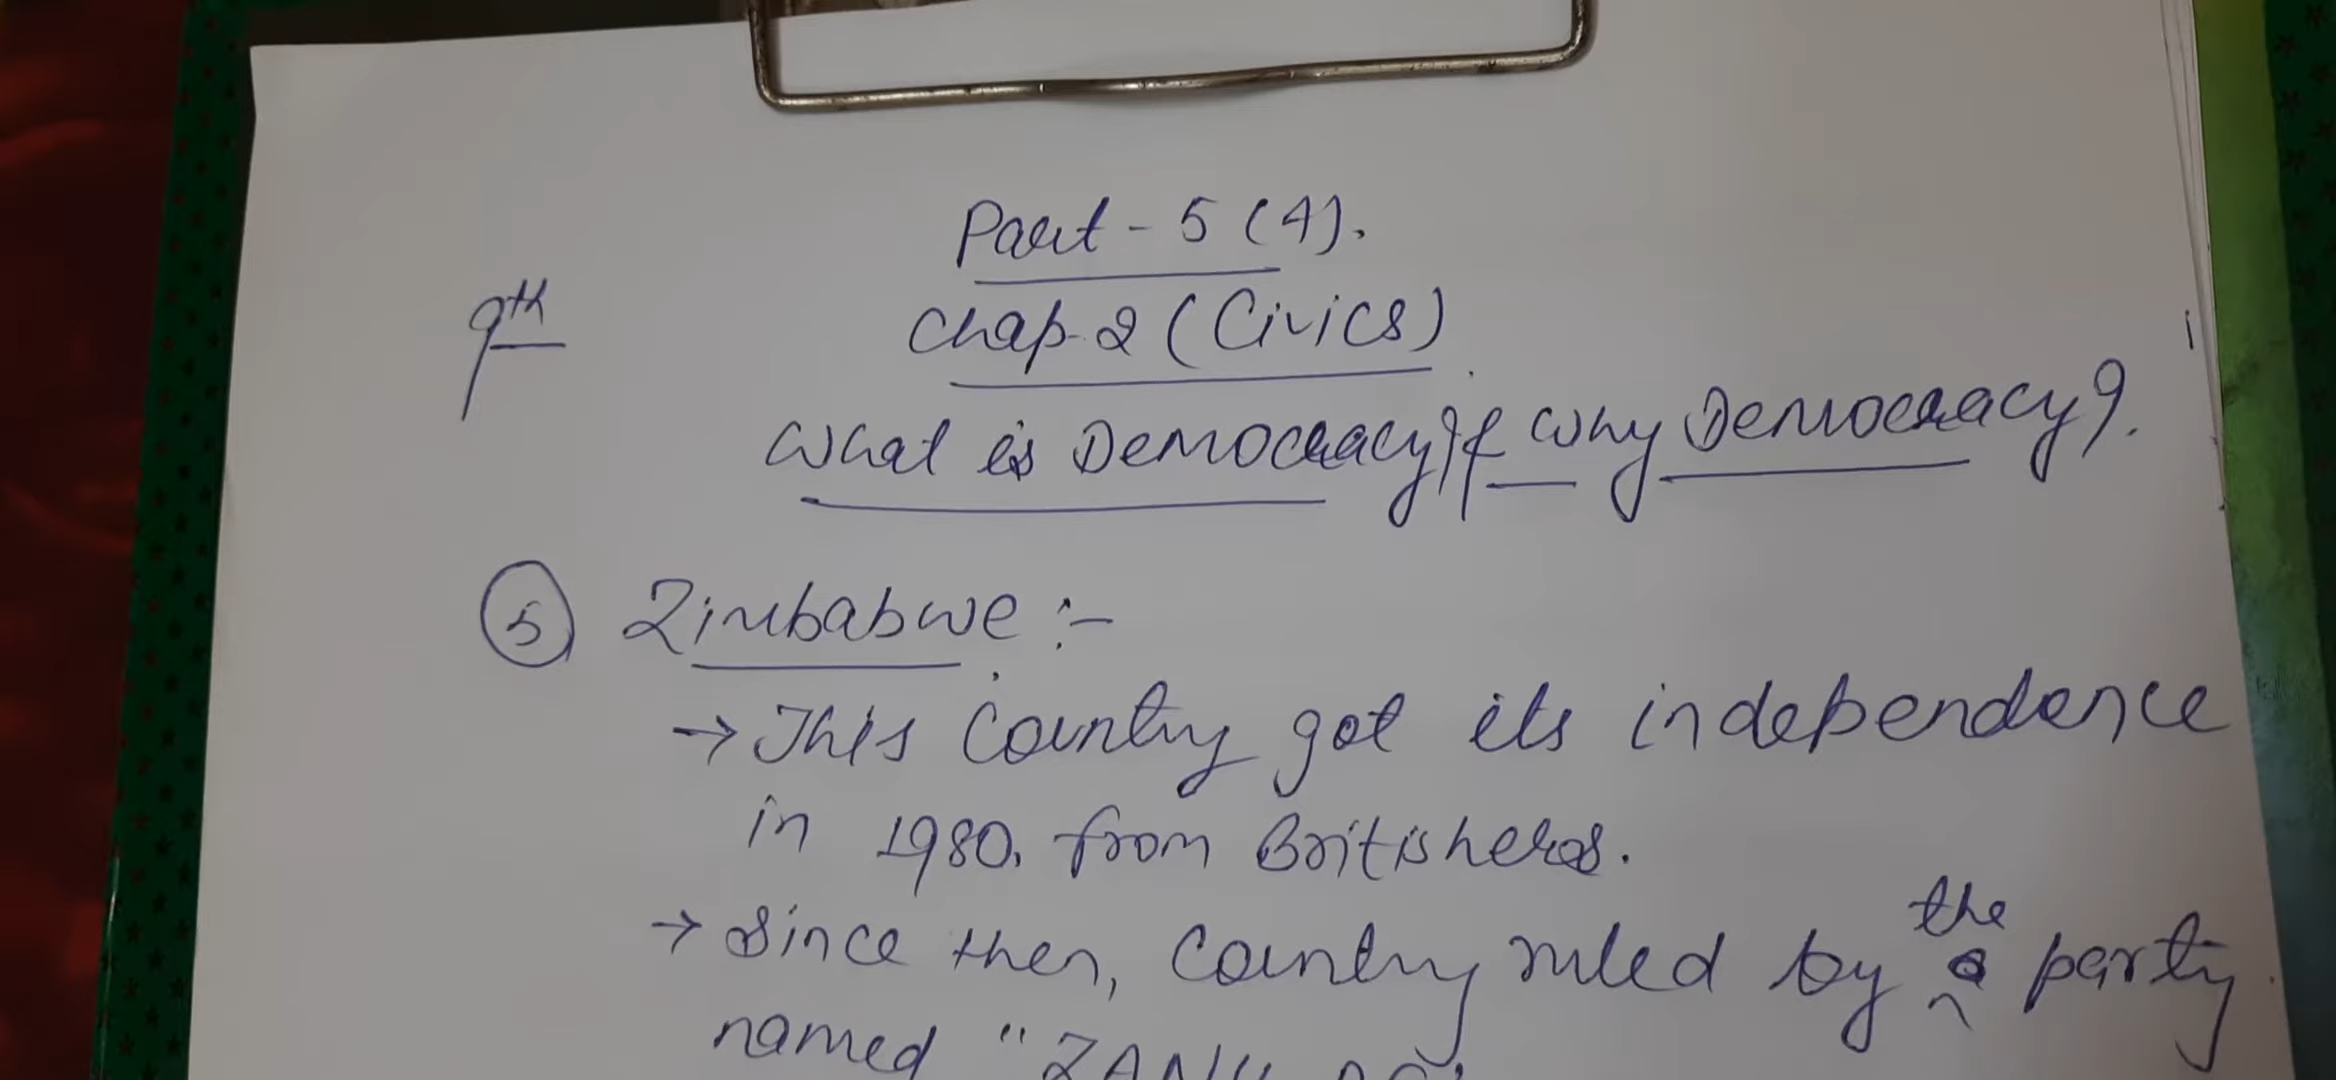 Part - 5 (4).
9th
Chap. 2 (Civics)
What is Democracy? & Why Democracy?.
5 Zimbabwe :-
→ This Country got its independence
in 1980. from Britishers.
→ Since then, Country ruled by the party
named "ZANU